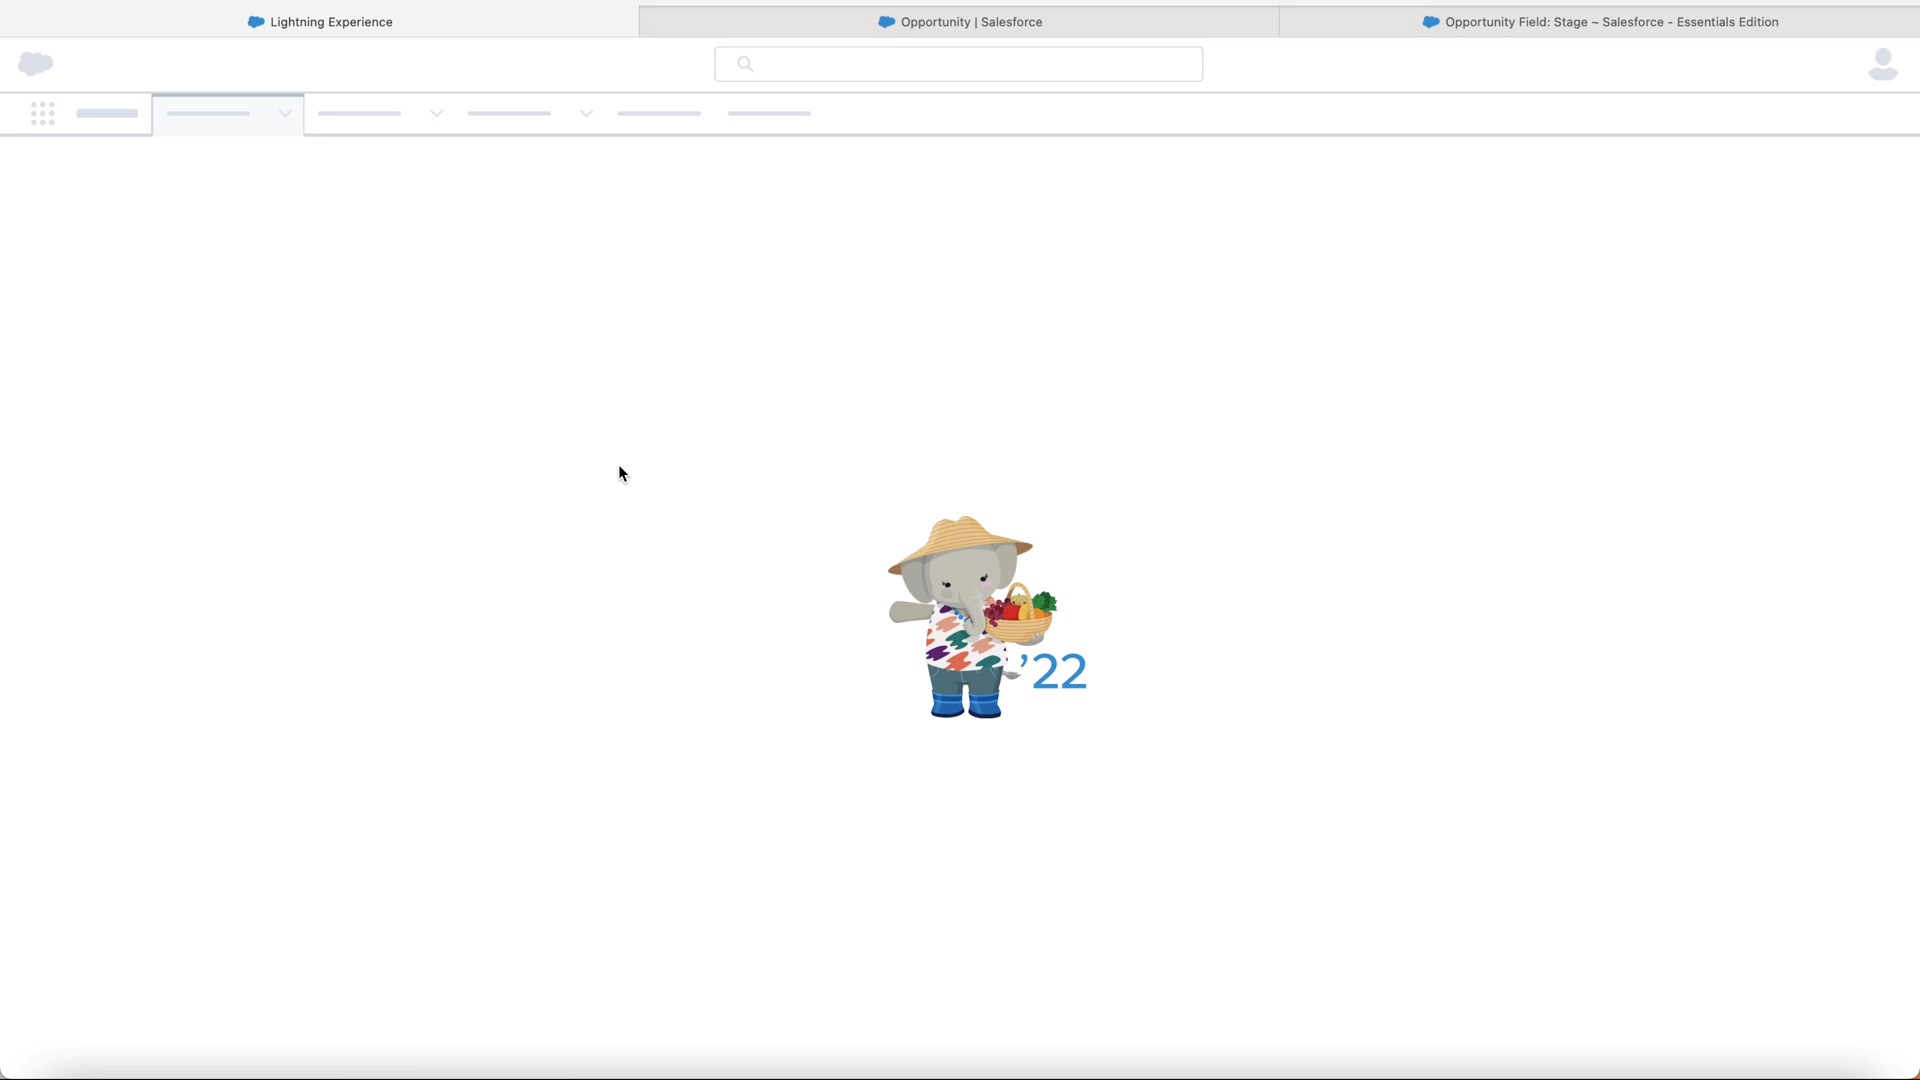 Lightning Experience
Opportunity | Salesforce
Opportunity Field: Stage ~ Salesforce - Essentials Edition
’22